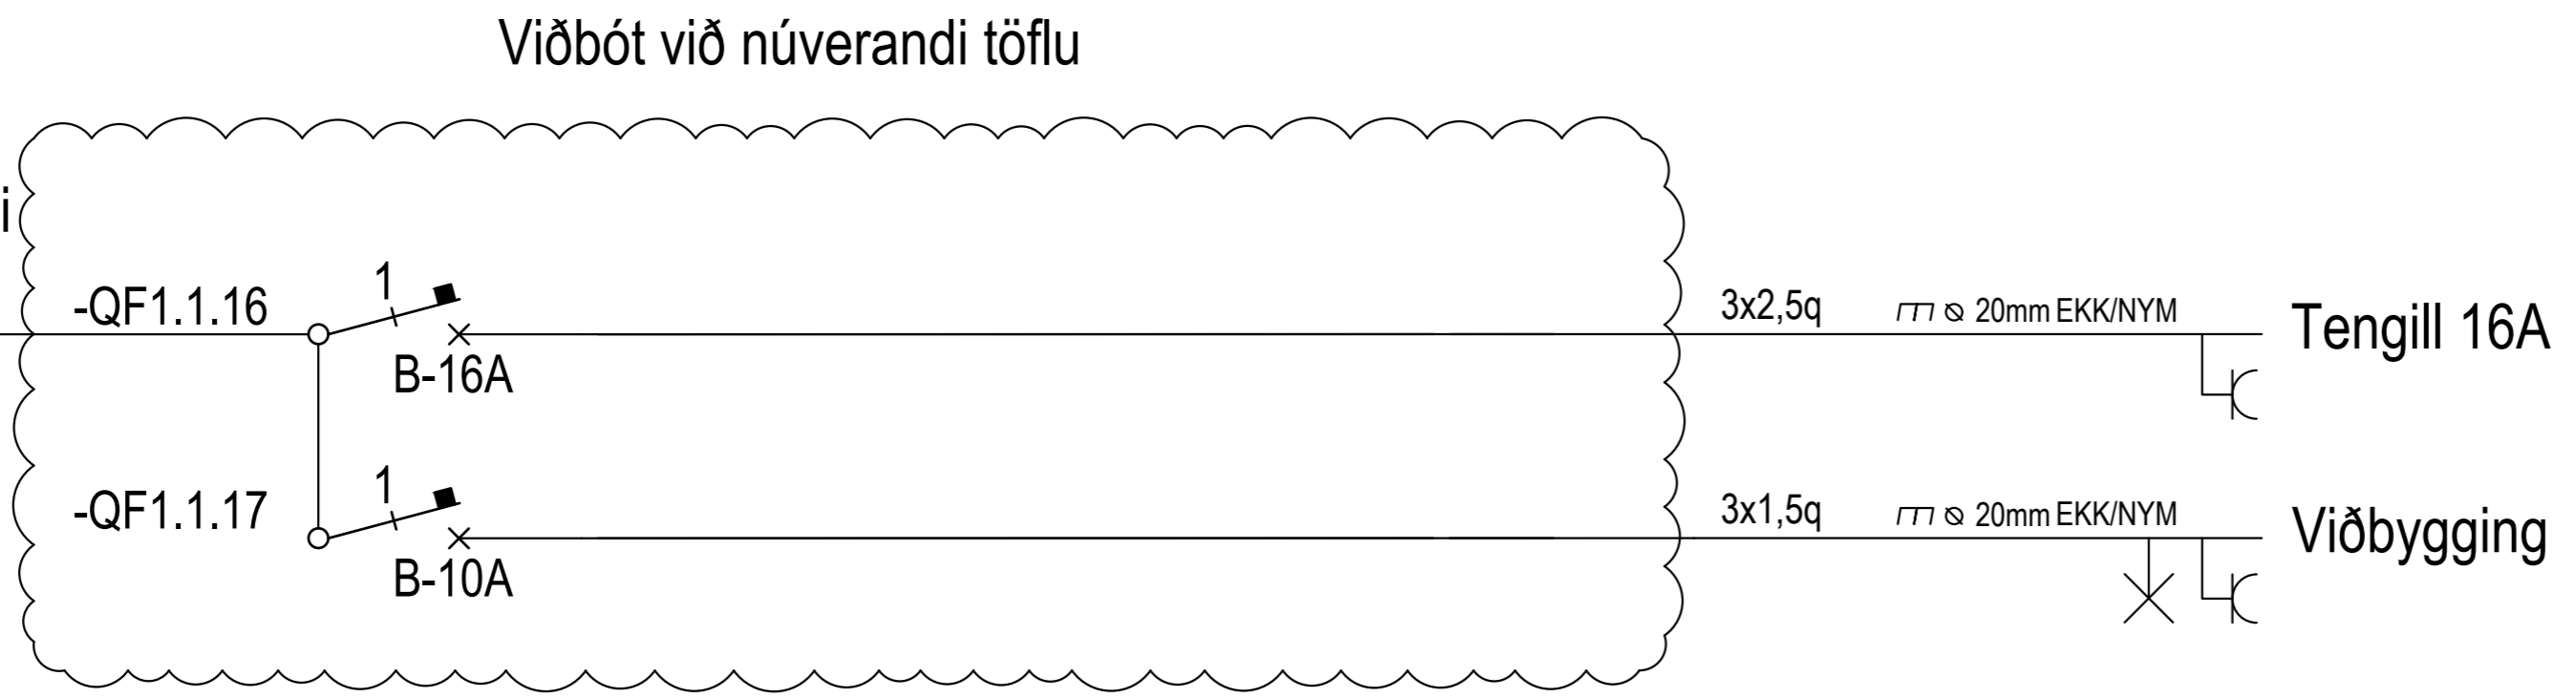 Viðbót við núverandi töflu
i
-QF1.1.16
1
B-16A
3x2,5q
20mm EKK/NYM
Tengill 16A
-QF1.1.17
1
B-10A
3x1,5q
20mm EKK/NYM
Viðbygging